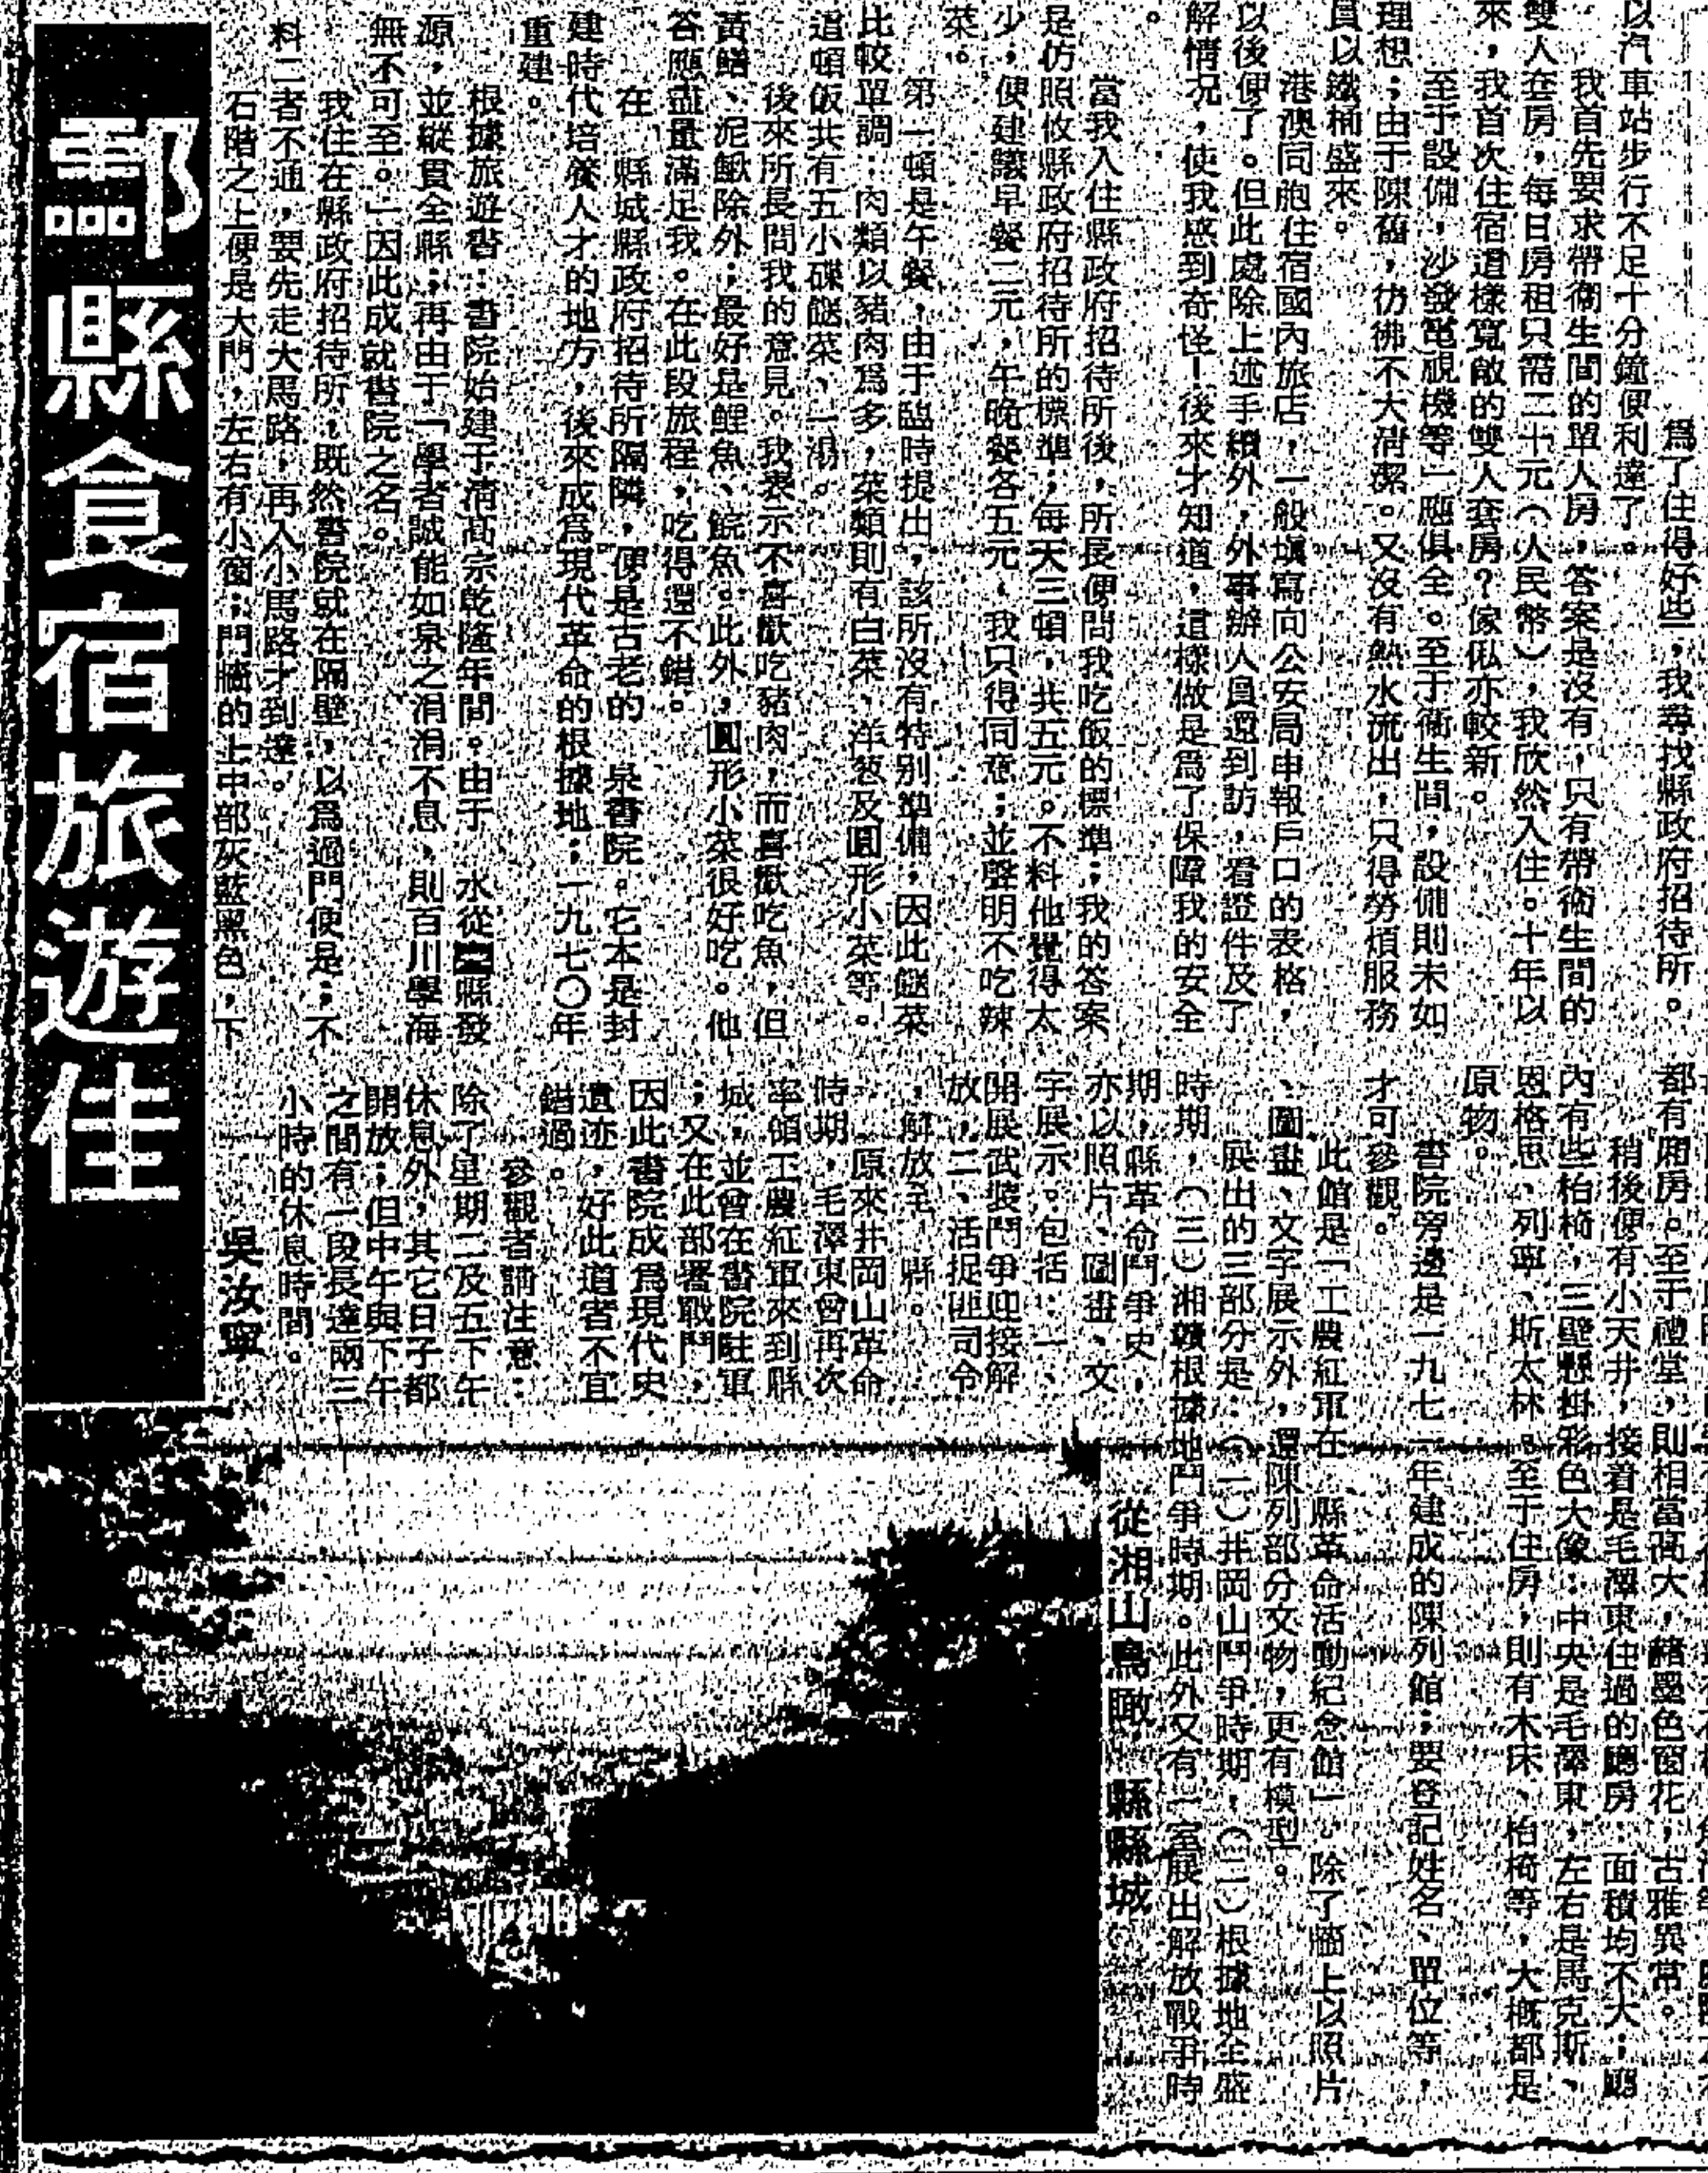 酃縣食宿旅遊佳
吳汝寧
爲了住得好些，我尋找縣政府招待所。
以汽車站步行不足十分鐘便利達了。
我首先要求帶衛生間的單人房，答案是沒有，只有帶衛生間的
雙人套房，每日房租只需二十元（人民幣），我欣然入住。十年以
來，我首次住宿這樣寬敞的雙人套房？傢俬亦較新。
至于設備，沙發電視機等一應俱全。至于衛生間，設備則未如
理想；由于陳舊，彷彿不大清潔。又沒有熱水流出，只得勞煩服務
員以鐵桶盛來。
港澳同胞住宿國內旅店，一般填寫向公安局申報戶口的表格，
以後便了。但此處除上述手續外，外事辦人員還到訪，看證件及了
解情況，使我感到奇怪！後來才知道，這樣做是爲了保障我的安全
。
當我入住縣政府招待所後，所長便問我吃飯的標準；我的答案
是仿照攸縣政府招待所的標準，每天三頓，共五元。不料他覺得太
少，便建議早餐二元，午晚餐各五元，我只得同意；並聲明不吃辣
菜。
第一頓是午餐，由于臨時提出，該所沒有特別準備，因此餸菜
比較單調：肉類以豬肉爲多，菜類則有白菜、洋葱及圓形小菜等。
這頓飯共有五小碟餸菜、一湯。
後來所長問我的意見。我表示不喜歡吃豬肉，而喜歡吃魚，但
黃鱔、泥鰍除外；最好是鯉魚、鯇魚。此外，圓形小菜很好吃。他
答應盡量滿足我。在此段旅程，吃得還不錯。
在　縣城縣政府招待所隔隣，便是古老的　泉書院。它本是封
建時代培養人才的地方，後來成爲現代革命的根據地；一九七〇年
重建。
根據旅遊書：書院始建于清高宗乾隆年間。由于　水從　縣發
源，並縱貫全縣；再由于「學者誠能如泉之涓涓不息，則百川學海
無不可至。」因此成就書院之名。
我住在縣政府招待所，既然書院就在隔壁，以爲過門便是；不
料二者不通，要先走大馬路，再入小馬路才到達。
石階之上便是大門，左右有小窗；門牆的上中部灰藍黑色，下
都有廂房。至于禮堂，則相當高大，赭墨色窗花，古雅異常。
稍後便有小天井，接着是毛澤東住過的廳房：面積均不大；廳
內有些枱椅，三壁懸掛彩色大像：中央是毛澤東，左右是馬克斯、
恩格思、列寧、斯太林。至于住房，則有木床、枱椅等，大概都是
原物。
書院旁邊是一九七一年建成的陳列館；要登記姓名、單位等，
才可參觀。
此館是「工農紅軍在　縣革命活動紀念館」。除了牆上以照片
、圖畫、文字展示外，還陳列部分文物，更有模型。
展出的三部分是：（一）井岡山鬥爭時期，（二）根據地全盛
時期，（三）湘贛根據地鬥爭時期。此外又有一室展出解放戰爭時
期，縣革命鬥爭史，
亦以照片、圖畫、文
字展示。包括：一、
開展武裝鬥爭迎接解
放，二、活捉匪司令
，解放全　縣。
原來井岡山革命
時期，毛澤東曾再次
率領工農紅軍來到縣
城，並曾在書院駐軍
；又在此部署戰鬥，
因此書院成爲現代史
遺迹，好此道者不宜
錯過。
參觀者請注意：
除了星期二及五下午
休息外，其它日子都
開放；但中午與下午
之間有一段長達兩三
小時的休息時間。
從湘山鳥瞰　縣縣城